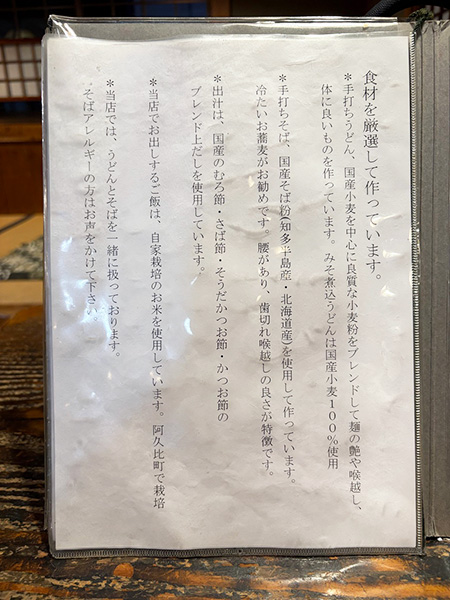 食材を厳選して作っています。
＊手打ちうどん、国産小麦を中心に良質な小麦粉をブレンドして麺の艶や喉越し、
体に良いものを作っています。みそ煮込うどんは国産小麦１００％使用
＊手打ちそば、国産そば粉(知多半島産・北海道産)を使用して作っています。
冷たいお蕎麦がお勧めです。腰があり、歯切れ喉越しの良さが特徴です。
＊出汁は、国産のむろ節・さば節・そうだかつお節・かつお節の
ブレンド上だしを使用しています。
＊当店でお出しするご飯は、自家栽培のお米を使用しています。阿久比町で栽培
＊当店では、うどんとそばを一緒に扱っております。
・そばアレルギーの方はお声をかけて下さい。